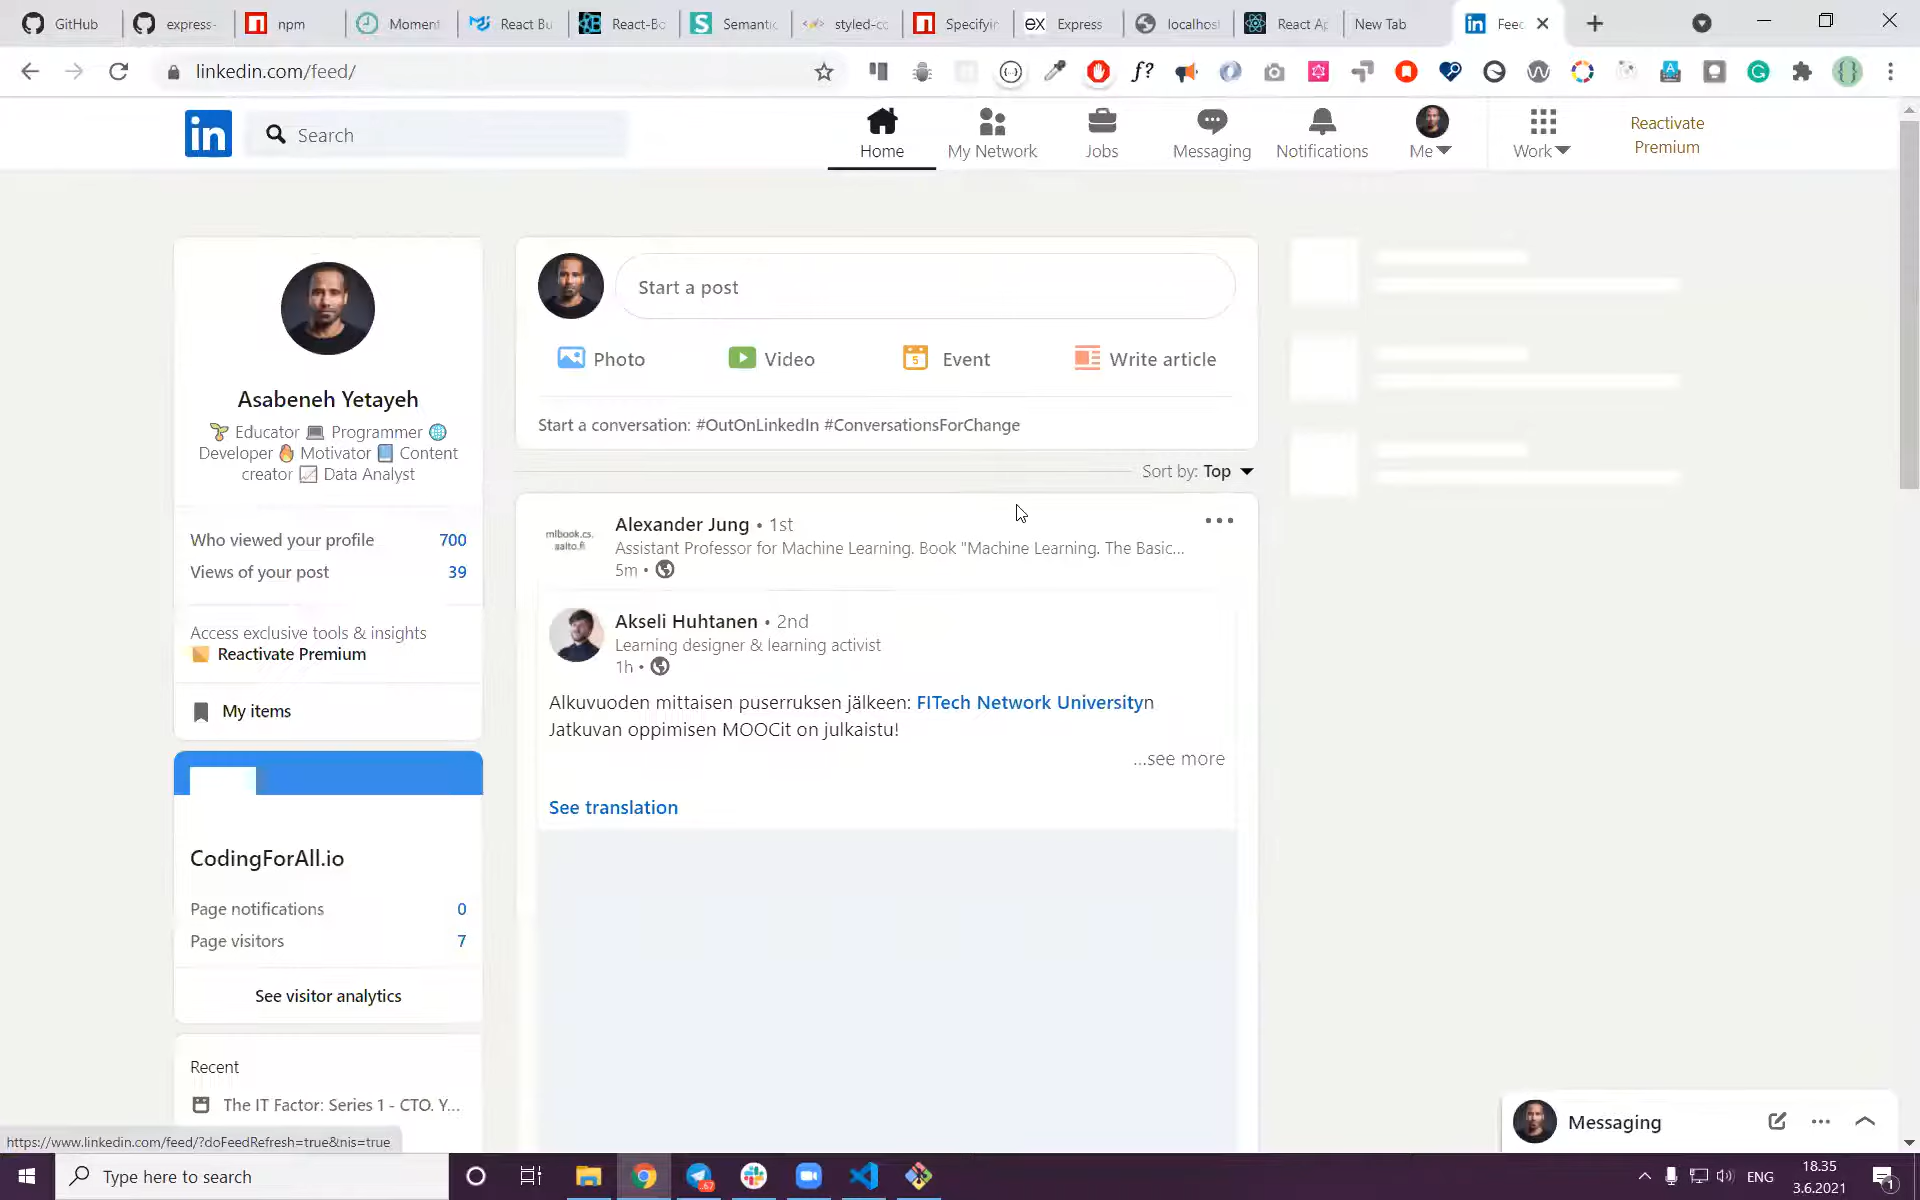 GitHub
express-
npm
Moment
React Bu
React-Bo
Semantic
styled-co
Specifyin
Express
localhost
React Ap
New Tab
Feed
linkedin.com/feed/
Search
Home
My Network
Jobs
Messaging
Notifications
Me
Work
Reactivate
Premium
Asabeneh Yetayeh
Educator Programmer
Developer Motivator Content
creator Data Analyst
Who viewed your profile 700
Views of your post 39
Access exclusive tools & insights
Reactivate Premium
My items
CodingForAll.io
Page notifications 0
Page visitors 7
See visitor analytics
Recent
The IT Factor: Series 1 - CTO. Y...
Start a post
Photo
Video
Event
Write article
Start a conversation: #OutOnLinkedIn #ConversationsForChange
Sort by: Top
mlbook.cs.
aalto.fi
Alexander Jung • 1st
Assistant Professor for Machine Learning. Book "Machine Learning. The Basic...
5m •
Akseli Huhtanen • 2nd
Learning designer & learning activist
1h •
Alkuvuoden mittaisen puserruksen jälkeen: FITech Network Universityn
Jatkuvan oppimisen MOOCit on julkaistu!
...see more
See translation
Messaging
https://www.linkedin.com/feed/?doFeedRefresh=true&nis=true
Type here to search
ENG
18.35
3.6.2021